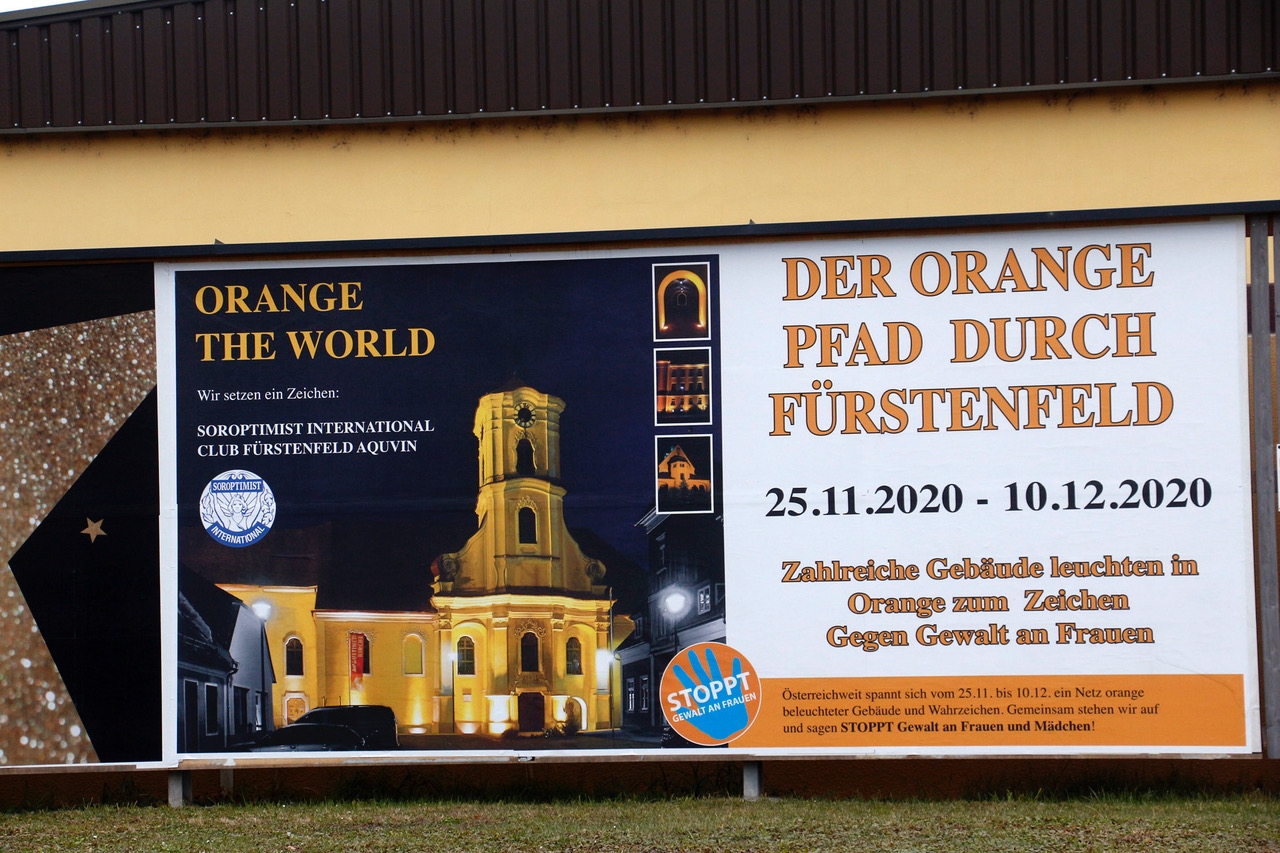 ORANGE
THE WORLD
Wir setzen ein Zeichen:
SOROPTIMIST INTERNATIONAL
CLUB FÜRSTENFELD AQUVIN
SOROPTIMIST
INTERNATIONAL
DER ORANGE
PFAD DURCH
FÜRSTENFELD
25.11.2020 - 10.12.2020
Zahlreiche Gebäude leuchten in
Orange zum Zeichen
Gegen Gewalt an Frauen
STOPPT
GEWALT AN FRAUEN
Österreichweit spannt sich vom 25.11. bis 10.12. ein Netz orange
beleuchteter Gebäude und Wahrzeichen. Gemeinsam stehen wir auf
und sagen STOPPT Gewalt an Frauen und Mädchen!